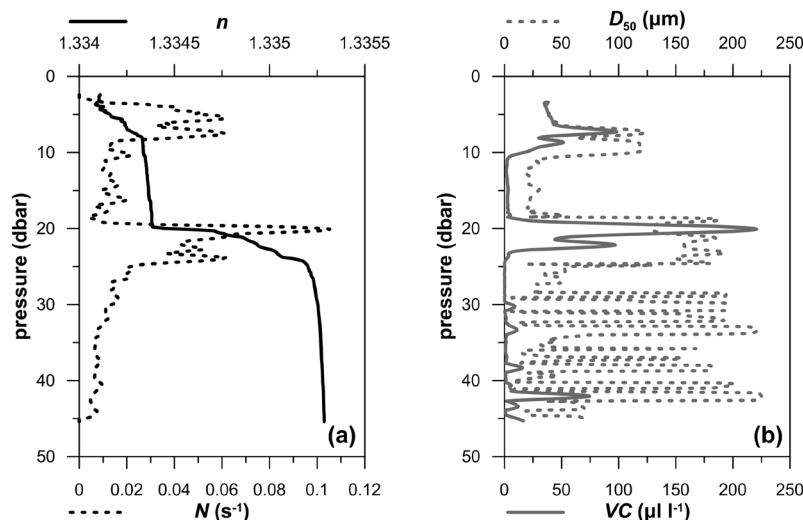 n
1.334 1.3345 1.335 1.3355
0
10
20
30
40
50
pressure (dbar)
(a)
0 0.02 0.04 0.06 0.08 0.1 0.12
N (s⁻¹)
D₅₀ (µm)
0 50 100 150 200 250
0
10
20
30
40
50
pressure (dbar)
(b)
0 50 100 150 200 250
VC (µl l⁻¹)